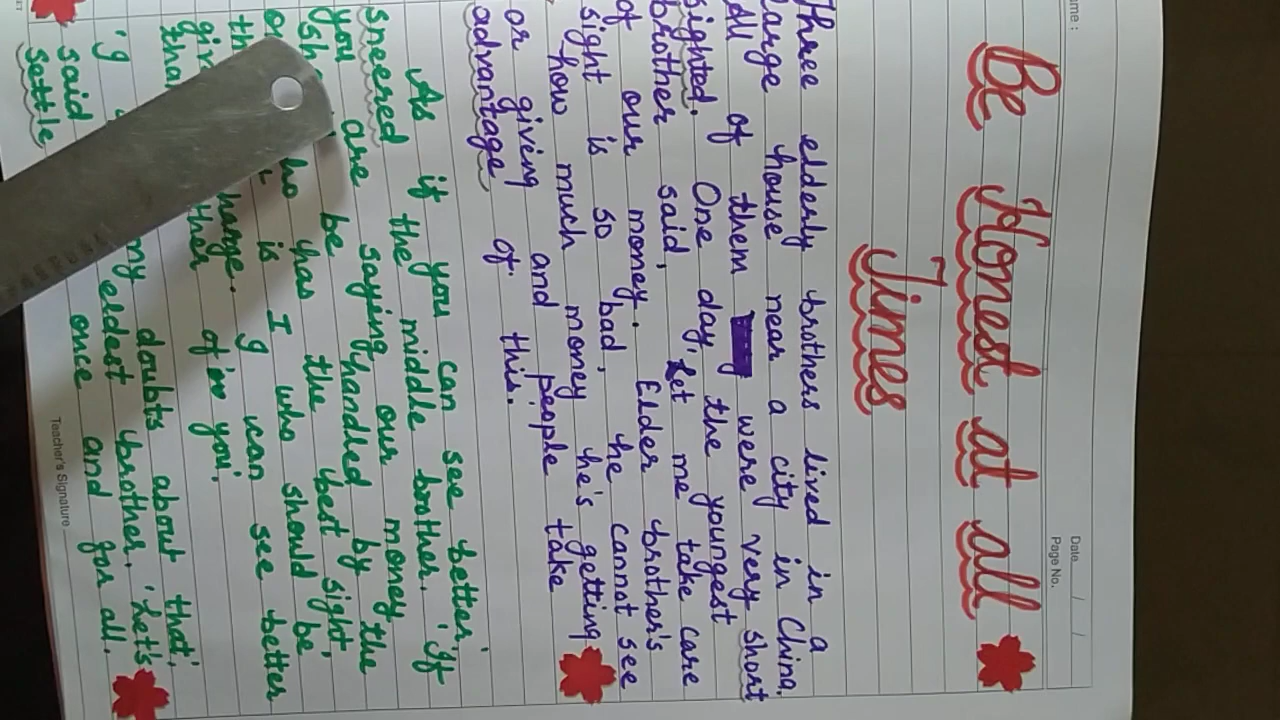 ame :
Date / /
Page No.
Be Honest at all
Times
Three elderly brothers lived in a
large house near a city in China.
All of them were very short
sighted. One day, the youngest
brother said, 'Let me take care
of our money. Elder brother's
sight is so bad, he cannot see
how much money he's getting
or giving and people take
advantage of this.
As if you can see better,'
sneered the middle brother. 'If
you are saying our money
be handled by the
who has the best sight,
is I who should be
in charge. I can see better
than of you'.
doubts about that',
said my eldest brother. 'Let's
settle once and for all.
Teacher's Signature